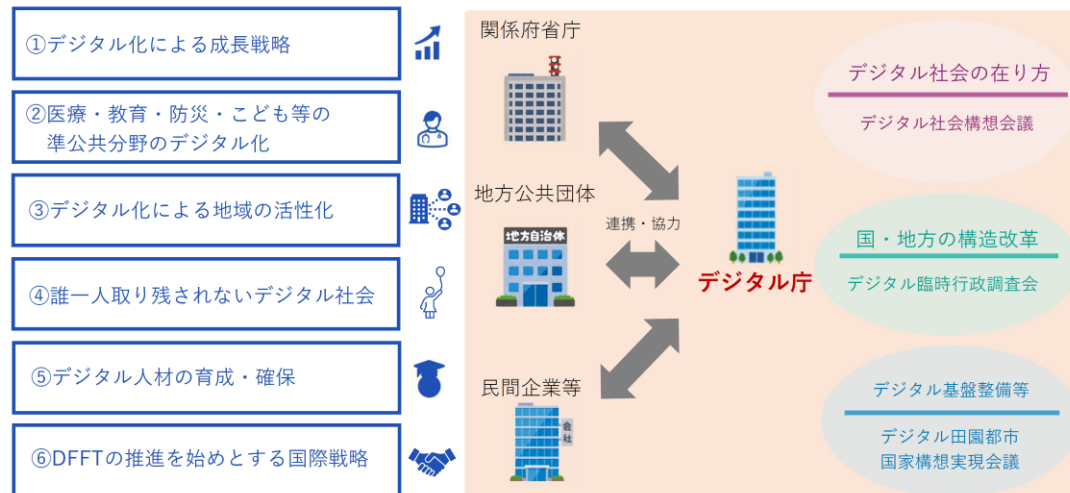 ①デジタル化による成長戦略
②医療・教育・防災・こども等の
準公共分野のデジタル化
③デジタル化による地域の活性化
④誰一人取り残されないデジタル社会
⑤デジタル人材の育成・確保
⑥DFFTの推進を始めとする国際戦略
関係府省庁
地方公共団体
地方自治体
民間企業等
会社
連携・協力
デジタル庁
デジタル社会の在り方
デジタル社会構想会議
国・地方の構造改革
デジタル臨時行政調査会
デジタル基盤整備等
デジタル田園都市
国家構想実現会議